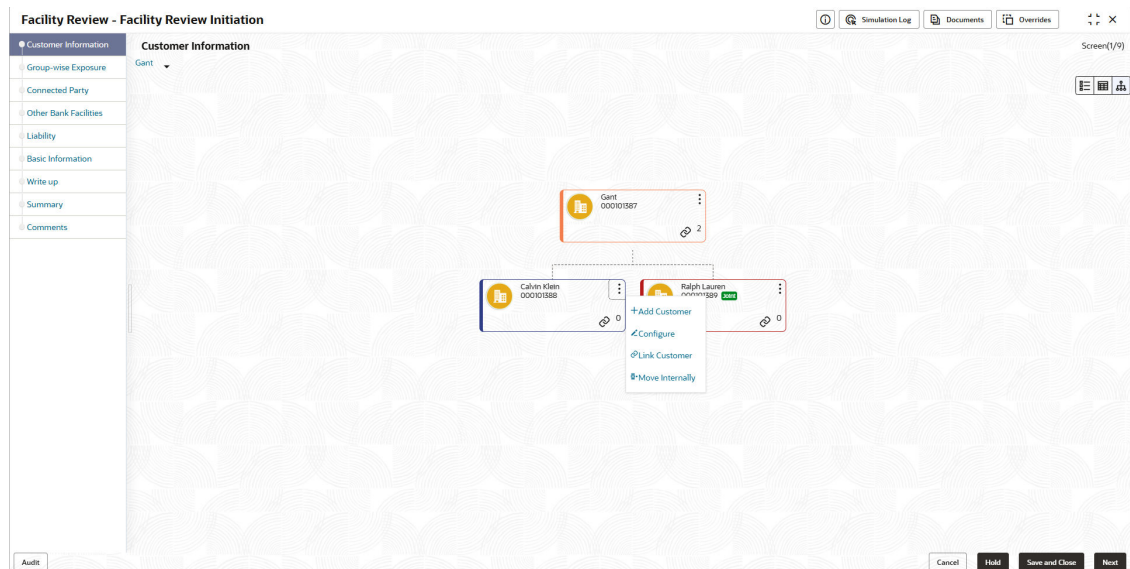 Facility Review - Facility Review Initiation
Simulation Log
Documents
Overrides
Customer Information
Group-wise Exposure
Connected Party
Other Bank Facilities
Liability
Basic Information
Write up
Summary
Comments
Customer Information
Screen(1/9)
Gant
Gant
000101387
2
Calvin Klein
000101388
0
Ralph Lauren
000101389 Joint
0
+Add Customer
Configure
Link Customer
Move Internally
Audit
Cancel
Hold
Save and Close
Next